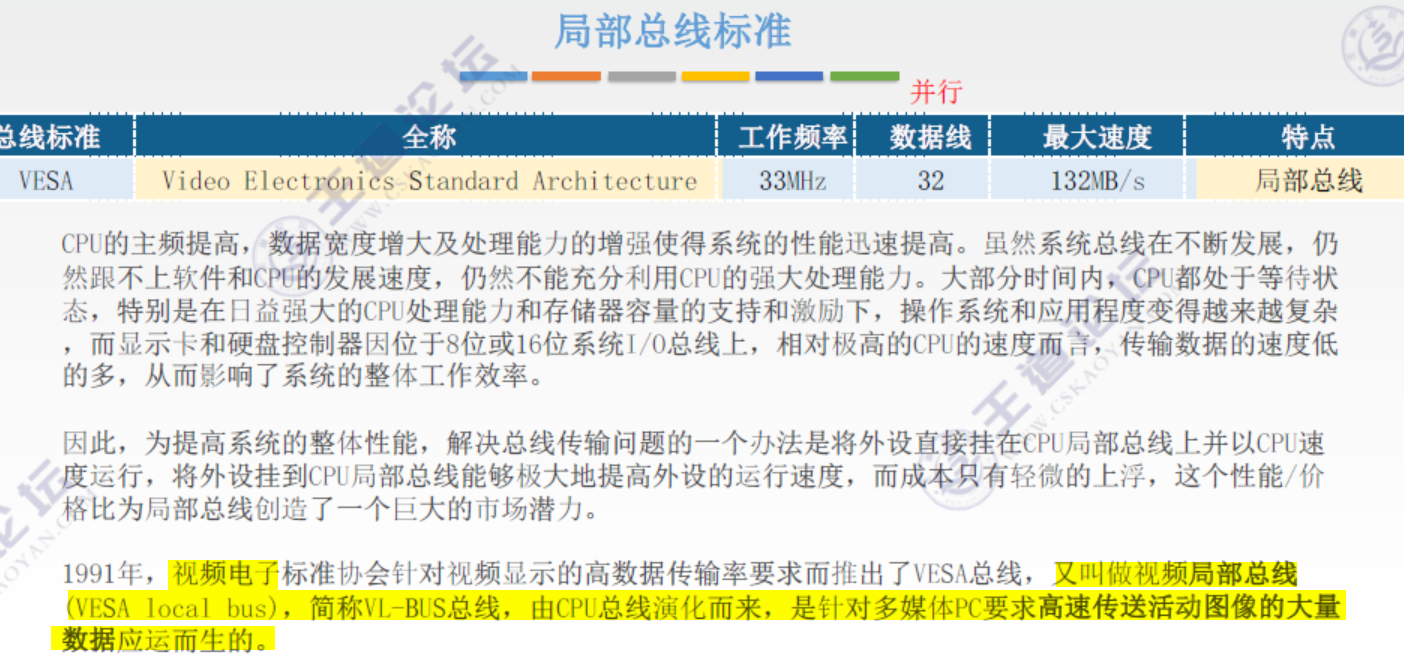 局部总线标准
并行
总线标准 全称 工作频率 数据线 最大速度 特点
VESA Video Electronics Standard Architecture 33MHz 32 132MB/s 局部总线
CPU的主频提高，数据宽度增大及处理能力的增强使得系统的性能迅速提高。虽然系统总线在不断发展，仍
然跟不上软件和CPU的发展速度，仍然不能充分利用CPU的强大处理能力。大部分时间内，CPU都处于等待状
态，特别是在日益强大的CPU处理能力和存储器容量的支持和激励下，操作系统和应用程度变得越来越复杂
，而显示卡和硬盘控制器因位于8位或16位系统I/O总线上，相对极高的CPU的速度而言，传输数据的速度低
的多，从而影响了系统的整体工作效率。
因此，为提高系统的整体性能，解决总线传输问题的一个办法是将外设直接挂在CPU局部总线上并以CPU速
度运行，将外设挂到CPU局部总线能够极大地提高外设的运行速度，而成本只有轻微的上浮，这个性能/价
格比为局部总线创造了一个巨大的市场潜力。
1991年，视频电子标准协会针对视频显示的高数据传输率要求而推出了VESA总线，又叫做视频局部总线
(VESA local bus)，简称VL-BUS总线，由CPU总线演化而来，是针对多媒体PC要求高速传送活动图像的大量
数据应运而生的。
王道论坛
WWW.CSKAOYAN.COM
王道论坛
WWW.CSKAOYAN.COM
论坛